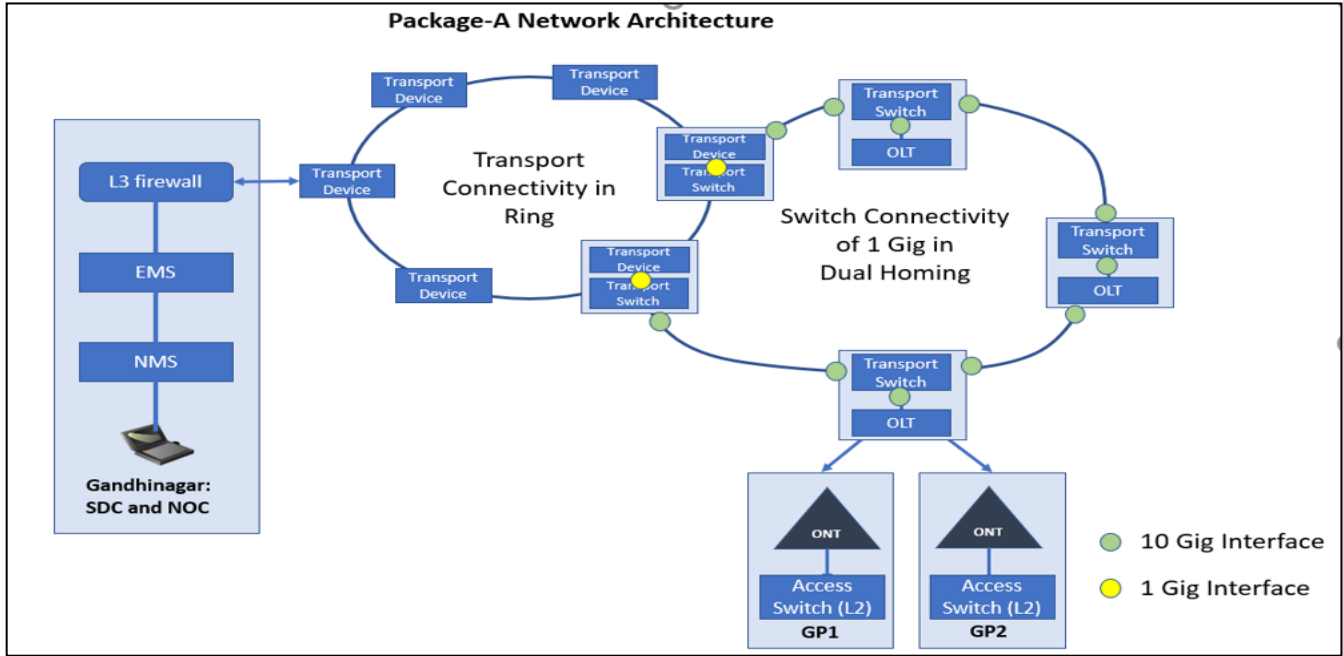 Package-A Network Architecture
L3 firewall
EMS
NMS
Gandhinagar:
SDC and NOC
Transport
Device
Transport
Device
Transport
Device
Transport
Device
Transport
Connectivity in
Ring
Transport
Device
Transport
Switch
Transport
Device
Transport
Switch
Switch Connectivity
of 1 Gig in
Dual Homing
Transport
Switch
OLT
Transport
Switch
OLT
Transport
Switch
OLT
ONT
Access
Switch (L2)
GP1
ONT
Access
Switch (L2)
GP2
10 Gig Interface
1 Gig Interface